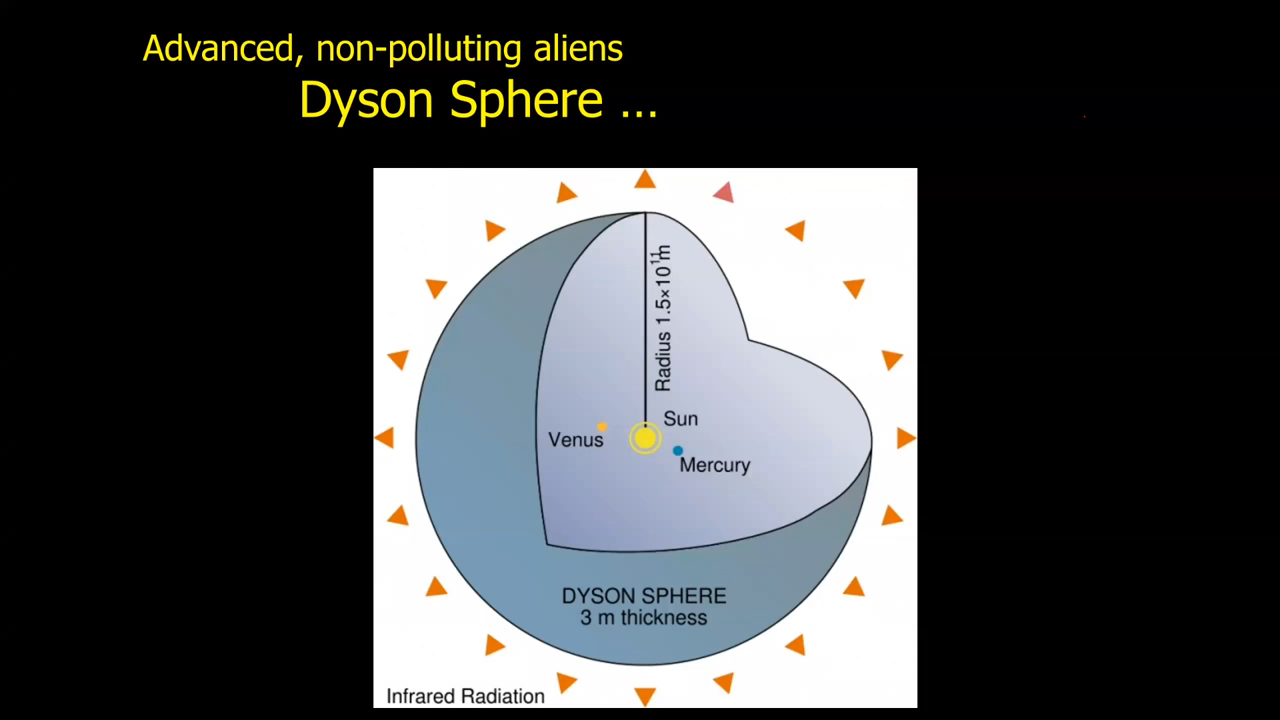 Advanced, non-polluting aliens
Dyson Sphere ...
Radius 1.5×10¹¹m
Sun
Venus
Mercury
DYSON SPHERE
3 m thickness
Infrared Radiation